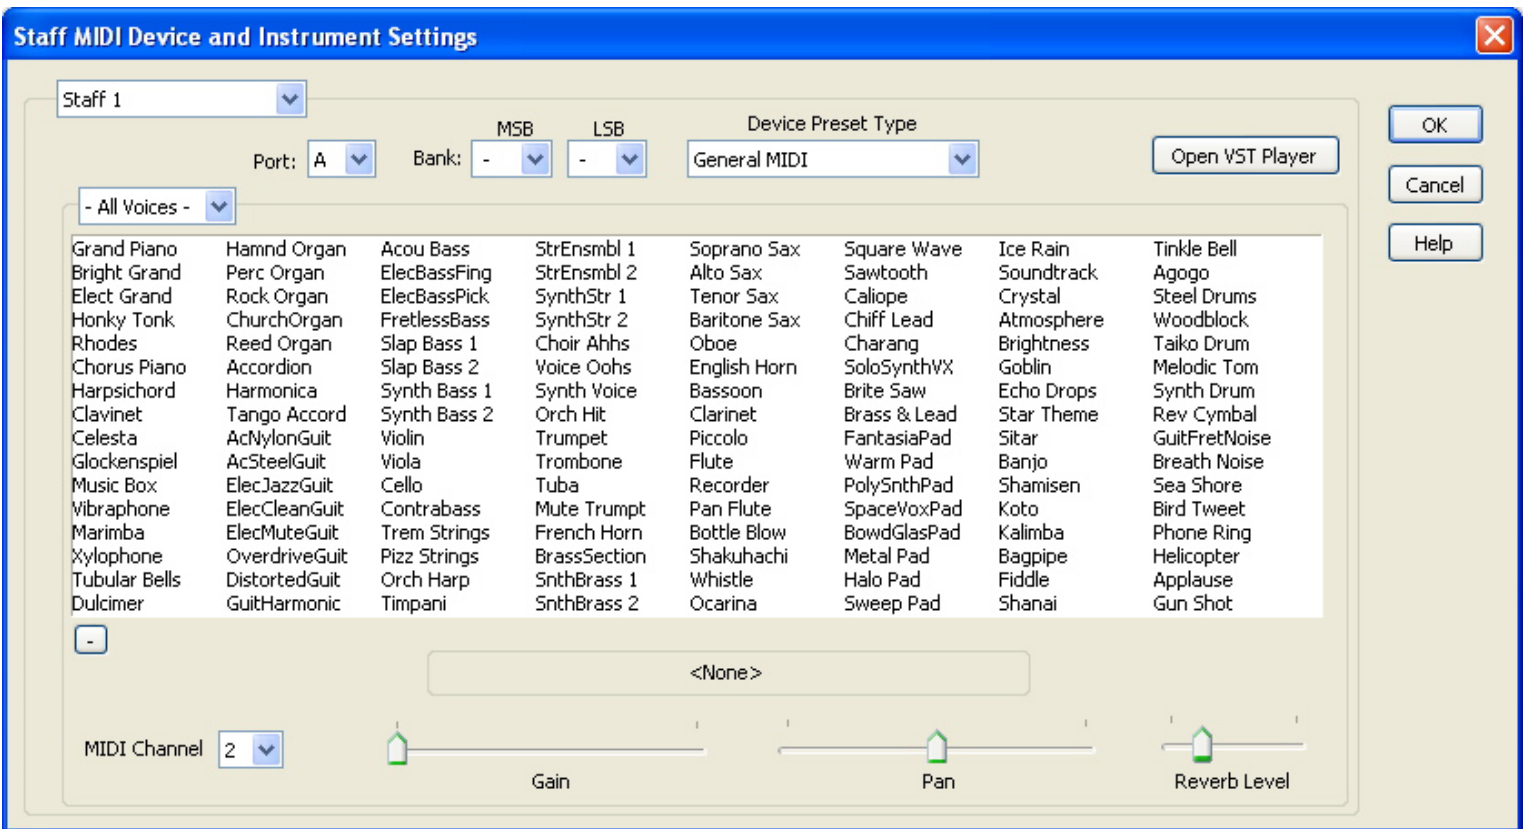 Staff MIDI Device and Instrument Settings
Staff 1
OK
MSB LSB Device Preset Type
Port: A Bank: - - General MIDI Open VST Player
Cancel
- All Voices -
Help
Grand Piano Hamnd Organ Acou Bass StrEnsmbl 1 Soprano Sax Square Wave Ice Rain Tinkle Bell
Bright Grand Perc Organ ElecBassFing StrEnsmbl 2 Alto Sax Sawtooth Soundtrack Agogo
Elect Grand Rock Organ ElecBassPick SynthStr 1 Tenor Sax Caliope Crystal Steel Drums
Honky Tonk ChurchOrgan FretlessBass SynthStr 2 Baritone Sax Chiff Lead Atmosphere Woodblock
Rhodes Reed Organ Slap Bass 1 Choir Ahhs Oboe Charang Brightness Taiko Drum
Chorus Piano Accordion Slap Bass 2 Voice Oohs English Horn SoloSynthVX Goblin Melodic Tom
Harpsichord Harmonica Synth Bass 1 Synth Voice Bassoon Brite Saw Echo Drops Synth Drum
Clavinet Tango Accord Synth Bass 2 Orch Hit Clarinet Brass & Lead Star Theme Rev Cymbal
Celesta AcNylonGuit Violin Trumpet Piccolo FantasiaPad Sitar GuitFretNoise
Glockenspiel AcSteelGuit Viola Trombone Flute Warm Pad Banjo Breath Noise
Music Box ElecJazzGuit Cello Tuba Recorder PolySnthPad Shamisen Sea Shore
Vibraphone ElecCleanGuit Contrabass Mute Trumpt Pan Flute SpaceVoxPad Koto Bird Tweet
Marimba ElecMuteGuit Trem Strings French Horn Bottle Blow BowdGlasPad Kalimba Phone Ring
Xylophone OverdriveGuit Pizz Strings BrassSection Shakuhachi Metal Pad Bagpipe Helicopter
Tubular Bells DistortedGuit Orch Harp SnthBrass 1 Whistle Halo Pad Fiddle Applause
Dulcimer GuitHarmonic Timpani SnthBrass 2 Ocarina Sweep Pad Shanai Gun Shot
-
<None>
MIDI Channel 2
Gain Pan Reverb Level